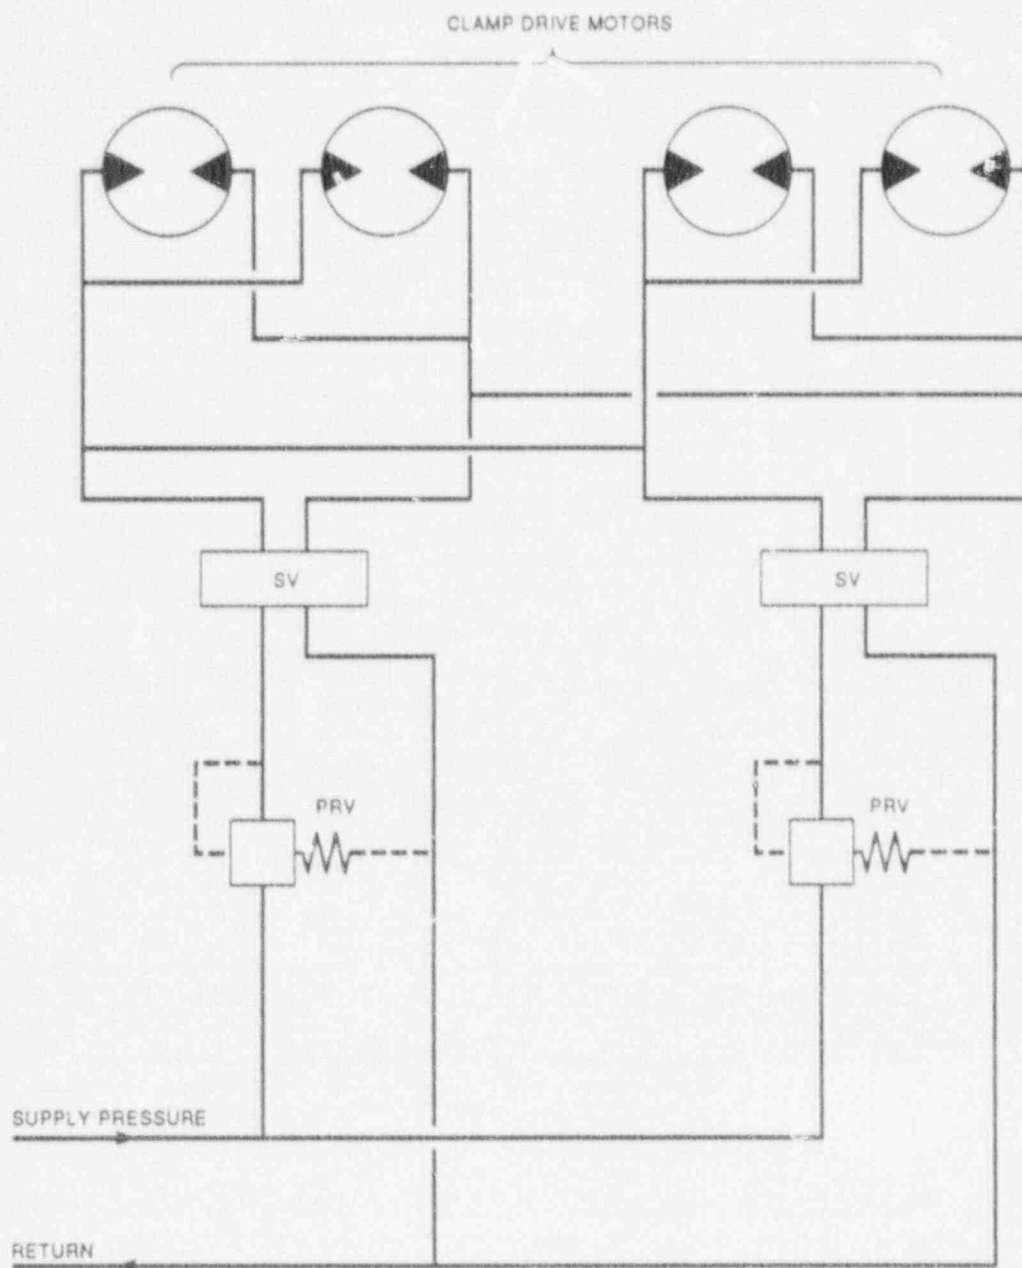 CLAMP DRIVE MOTORS
SV
SV
PRV
PRV
SUPPLY PRESSURE
RETURN